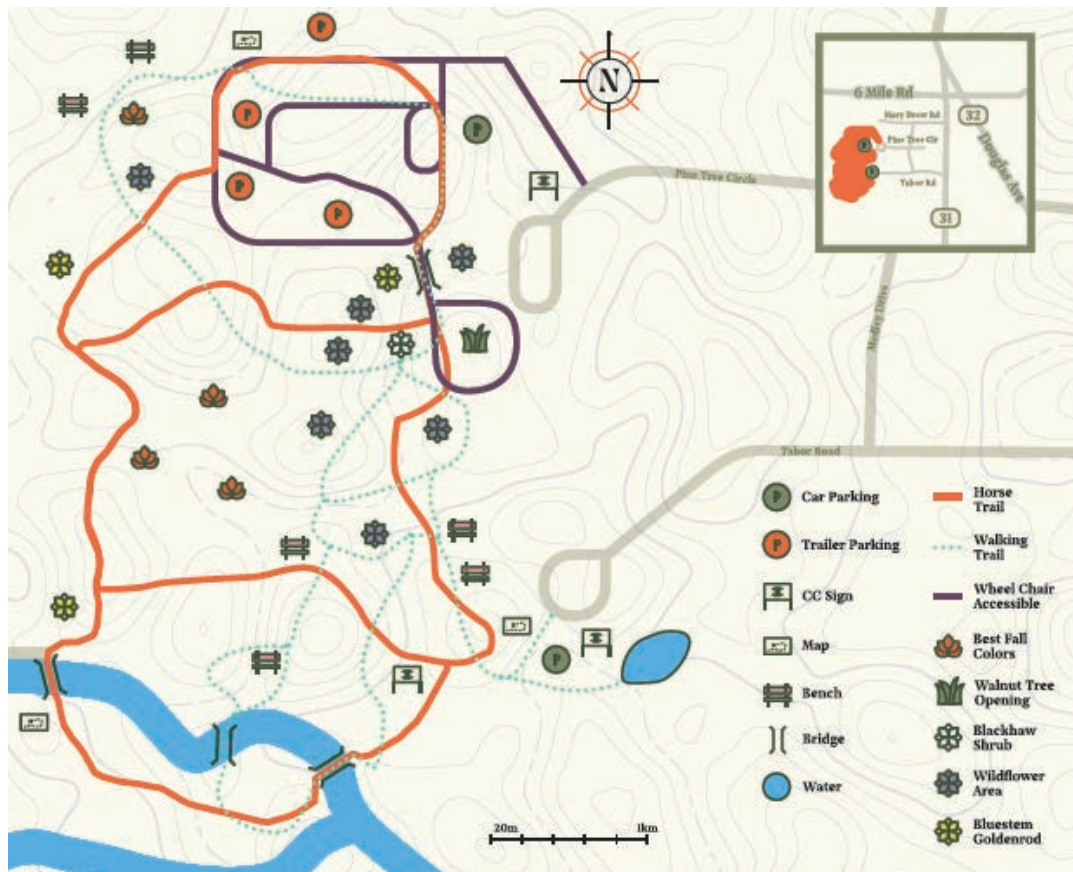 P
N
6 Mile Rd
Mary Dover Rd
32
Pine Tree Clr
P
P
Tabor Rd
Douglas Ave
31
P
P
P
P
Pine Tree Circle
Medley Drive
Tabor Road
P
Car Parking
P
Trailer Parking
CC Sign
Map
Bench
Bridge
Water
Horse
Trail
Walking
Trail
Wheel Chair
Accessible
Best Fall
Colors
Walnut Tree
Opening
Blackhaw
Shrub
Wildflower
Area
Bluestem
Goldenrod
P
20m
1km